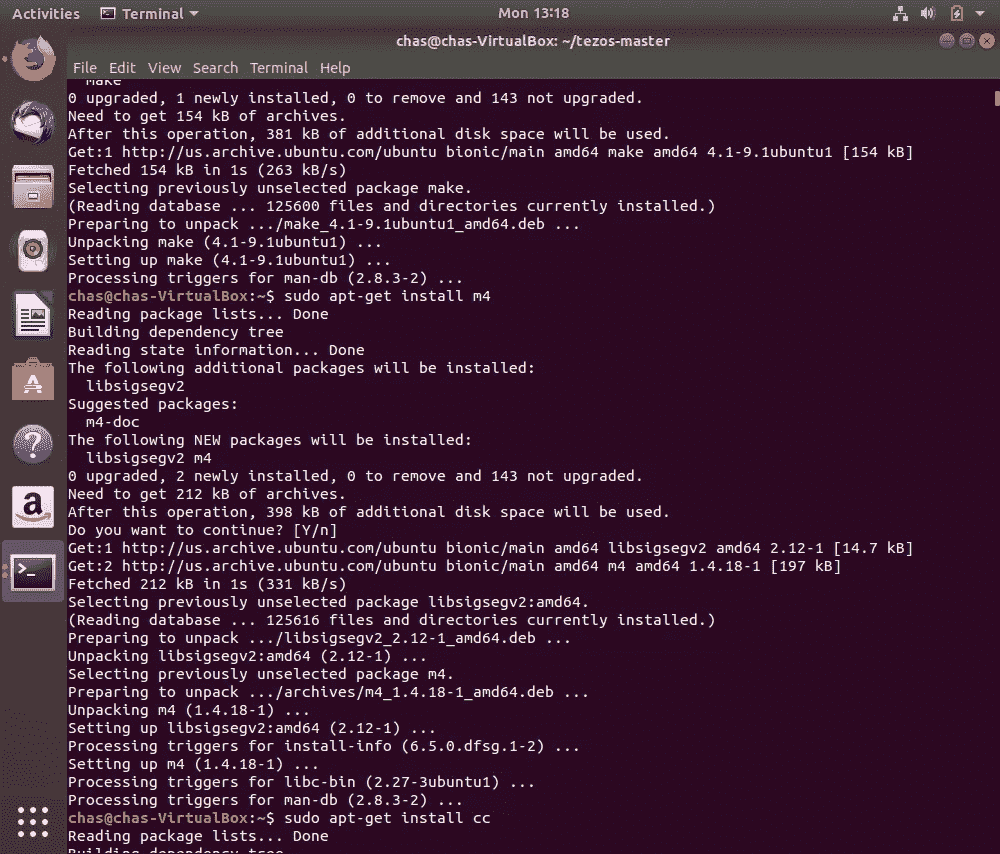 Activities Terminal Mon 13:18
chas@chas-VirtualBox: ~/tezos-master
File Edit View Search Terminal Help
make
0 upgraded, 1 newly installed, 0 to remove and 143 not upgraded.
Need to get 154 kB of archives.
After this operation, 381 kB of additional disk space will be used.
Get:1 http://us.archive.ubuntu.com/ubuntu bionic/main amd64 make amd64 4.1-9.1ubuntu1 [154 kB]
Fetched 154 kB in 1s (263 kB/s)
Selecting previously unselected package make.
(Reading database ... 125600 files and directories currently installed.)
Preparing to unpack .../make_4.1-9.1ubuntu1_amd64.deb ...
Unpacking make (4.1-9.1ubuntu1) ...
Setting up make (4.1-9.1ubuntu1) ...
Processing triggers for man-db (2.8.3-2) ...
chas@chas-VirtualBox:~$ sudo apt-get install m4
Reading package lists... Done
Building dependency tree
Reading state information... Done
The following additional packages will be installed:
libsigsegv2
Suggested packages:
m4-doc
The following NEW packages will be installed:
libsigsegv2 m4
0 upgraded, 2 newly installed, 0 to remove and 143 not upgraded.
Need to get 212 kB of archives.
After this operation, 398 kB of additional disk space will be used.
Do you want to continue? [Y/n]
Get:1 http://us.archive.ubuntu.com/ubuntu bionic/main amd64 libsigsegv2 amd64 2.12-1 [14.7 kB]
Get:2 http://us.archive.ubuntu.com/ubuntu bionic/main amd64 m4 amd64 1.4.18-1 [197 kB]
Fetched 212 kB in 1s (331 kB/s)
Selecting previously unselected package libsigsegv2:amd64.
(Reading database ... 125616 files and directories currently installed.)
Preparing to unpack .../libsigsegv2_2.12-1_amd64.deb ...
Unpacking libsigsegv2:amd64 (2.12-1) ...
Selecting previously unselected package m4.
Preparing to unpack .../archives/m4_1.4.18-1_amd64.deb ...
Unpacking m4 (1.4.18-1) ...
Setting up libsigsegv2:amd64 (2.12-1) ...
Processing triggers for install-info (6.5.0.dfsg.1-2) ...
Setting up m4 (1.4.18-1) ...
Processing triggers for libc-bin (2.27-3ubuntu1) ...
Processing triggers for man-db (2.8.3-2) ...
chas@chas-VirtualBox:~$ sudo apt-get install cc
Reading package lists... Done
Building dependency tree